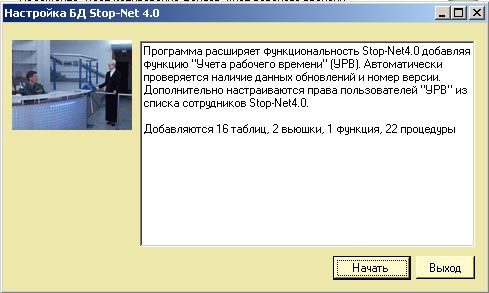 Настройка БД Stop-Net 4.0
Программа расширяет функциональность Stop-Net4.0 добавляя
функцию "Учета рабочего времени" (УРВ). Автоматически
проверяется наличие данных обновлений и номер версии.
Дополнительно настраиваются права пользователей "УРВ" из
списка сотрудников Stop-Net4.0.
Добавляются 16 таблиц, 2 вьюшки, 1 функция, 22 процедуры
Начать
Выход